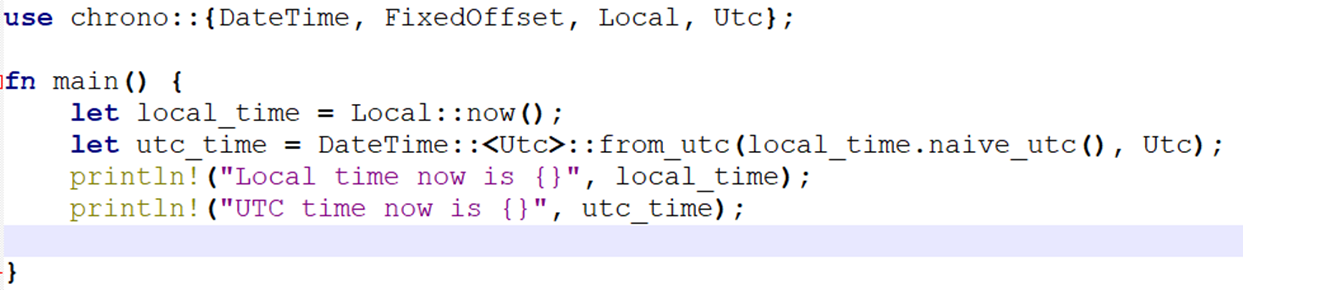 use chrono::{DateTime, FixedOffset, Local, Utc};
fn main() {
    let local_time = Local::now();
    let utc_time = DateTime::<Utc>::from_utc(local_time.naive_utc(), Utc);
    println!("Local time now is {}", local_time);
    println!("UTC time now is {}", utc_time);
}